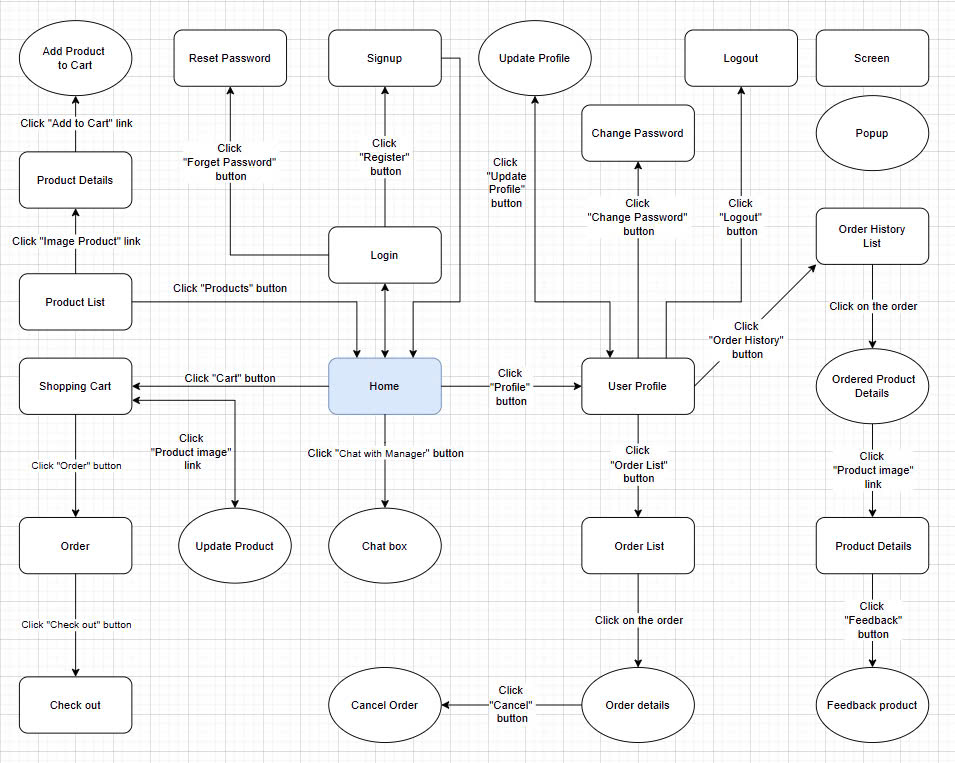 Add Product
to Cart
Reset Password
Signup
Update Profile
Logout
Screen
Click "Add to Cart" link
Change Password
Popup
Click
"Forget Password"
button
Click
"Register"
button
Click
"Update
Profile"
button
Product Details
Click
"Change Password"
button
Click
"Logout"
button
Order History
List
Click "Image Product" link
Login
Product List
Click "Products" button
Click on the order
Click
"Order History"
button
Shopping Cart
Click "Cart" button
Home
Click
"Profile"
button
User Profile
Ordered Product
Details
Click "Order" button
Click
"Product image"
link
Click "Chat with Manager" button
Click
"Order List"
button
Click
"Product image"
link
Order
Update Product
Chat box
Order List
Product Details
Click "Check out" button
Click on the order
Click
"Feedback"
button
Check out
Cancel Order
Click
"Cancel"
button
Order details
Feedback product